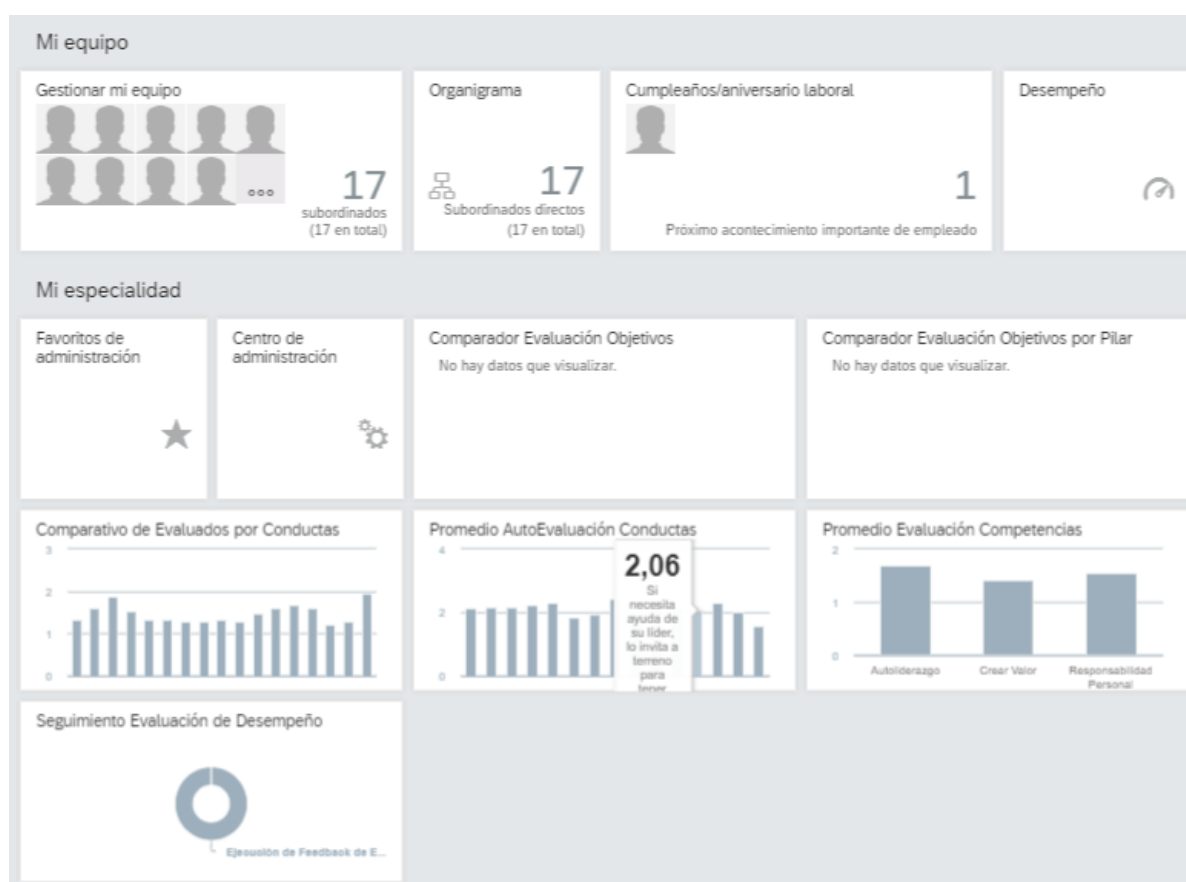 Mi equipo
Gestionar mi equipo
17
subordinados
(17 en total)
Organigrama
17
Subordinados directos
(17 en total)
Cumpleaños/aniversario laboral
1
Próximo acontecimiento importante de empleado
Desempeño
Mi especialidad
Favoritos de
administración
Centro de
administración
Comparador Evaluación Objetivos
No hay datos que visualizar.
Comparador Evaluación Objetivos por Pilar
No hay datos que visualizar.
Comparativo de Evaluados por Conductas
3
2
1
0
Promedio AutoEvaluación Conductas
4
2
0
2,06
Si
necesita
ayuda de
su líder,
lo invita a
terreno
para
tener
Promedio Evaluación Competencias
2
1
0
Autoliderazgo
Crear Valor
Responsabilidad
Personal
Seguimiento Evaluación de Desempeño
Ejecución de Feedback de E...